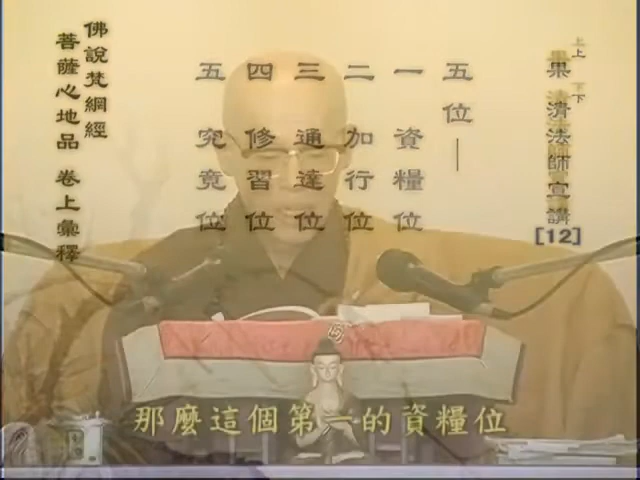 上果下清法師宣講
[12]
五位—
一 資糧位
二 加行位
三 通達位
四 修習位
五 究竟位
佛說梵網經
菩薩心地品 卷上彙釋
那麼這個第一的資糧位